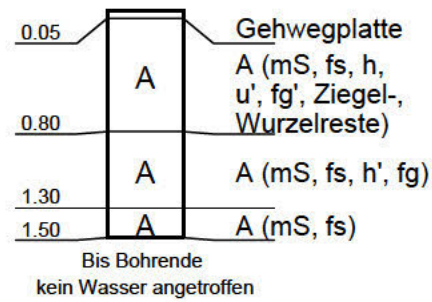 0.05
Gehwegplatte
A
A (mS, fs, h,
u', fg', Ziegel-,
Wurzelreste)
0.80
A
A (mS, fs, h', fg)
1.30
A
A (mS, fs)
1.50
Bis Bohrende
kein Wasser angetroffen